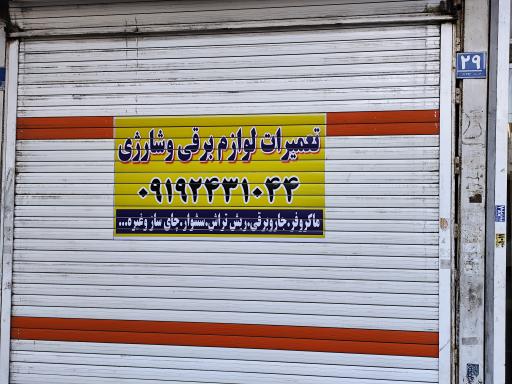 تعمیرات لوازم برقی وشارژی
۰۹۱۹۲۴۳۱۰۴۴
ماکروفر.جاروبرقی.ریش تراش.سشوار.چای ساز وغیره...
۲۹